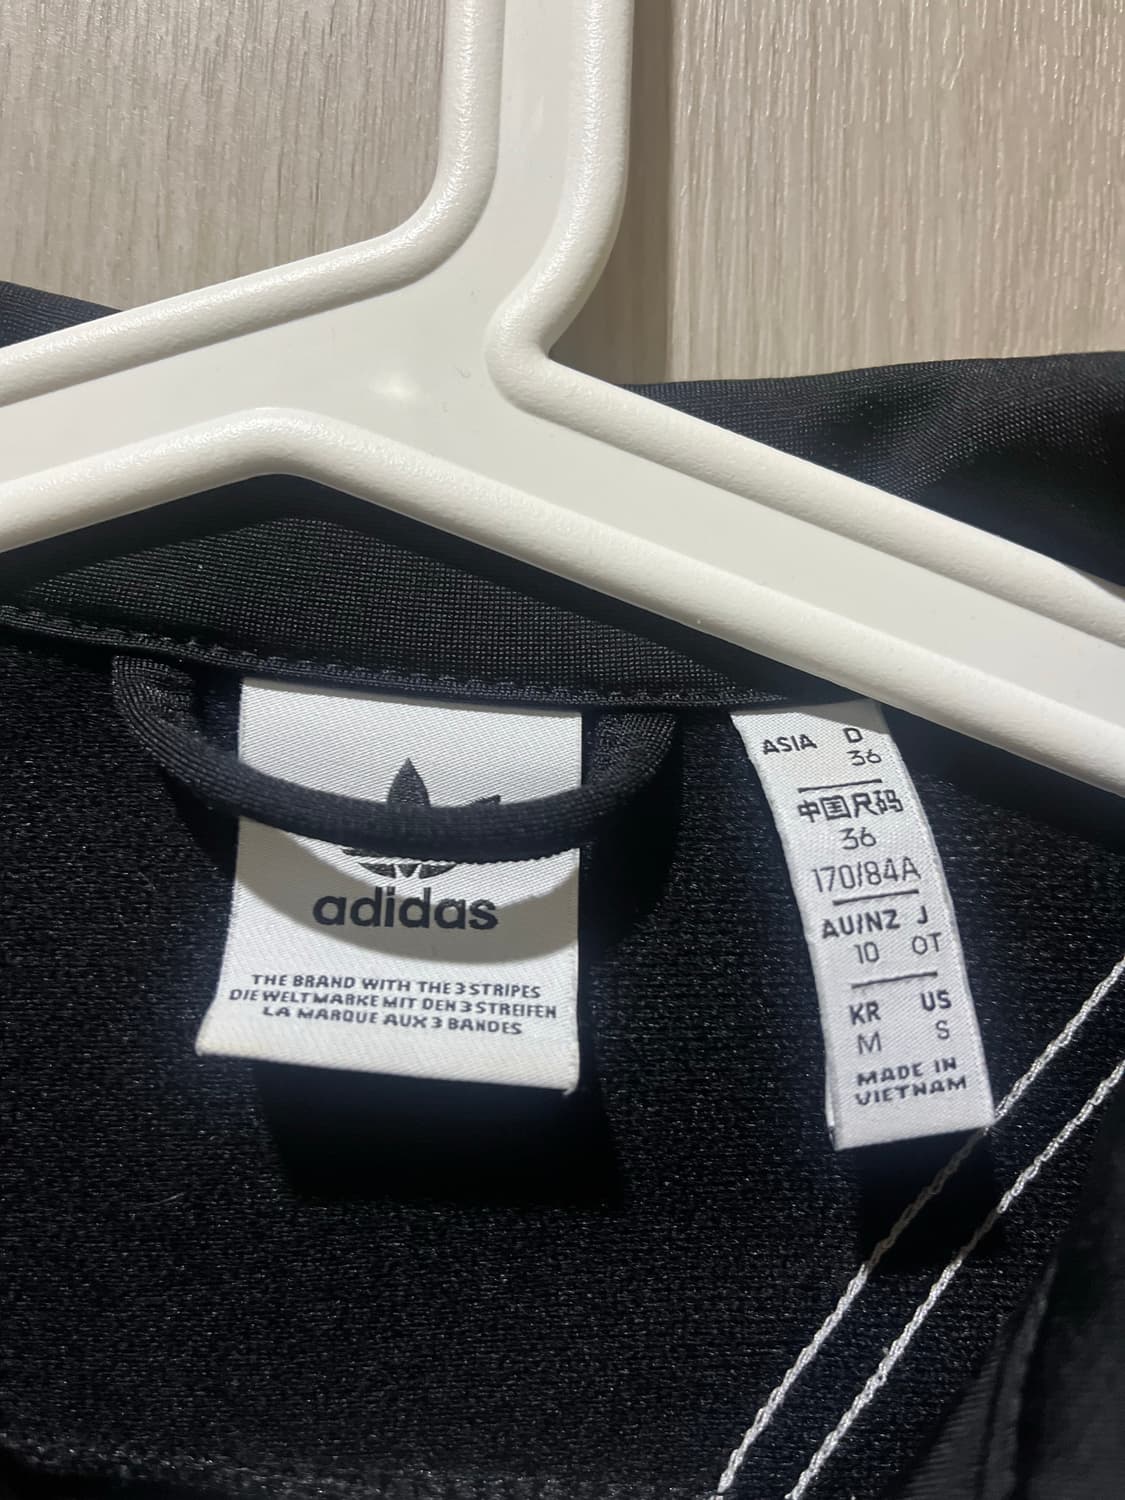 adidas
THE BRAND WITH THE 3 STRIPES
DIE WELTMARKE MIT DEN 3 STREIFEN
LA MARQUE AUX 3 BANDES
ASIA D
36
中国尺码
36
170/84A
AU/NZ J
10 OT
KR US
M S
MADE IN
VIETNAM